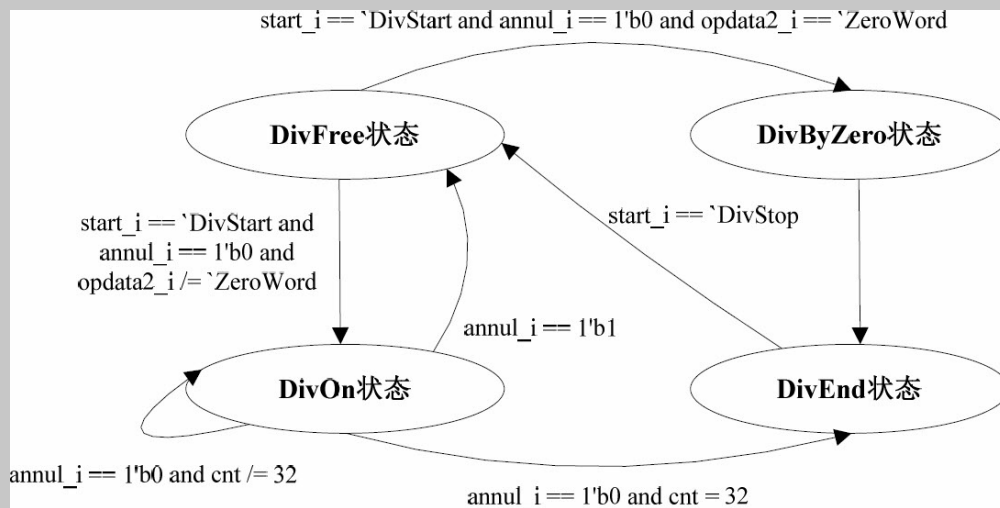 start_i == `DivStart and annul_i == 1'b0 and opdata2_i == `ZeroWord
DivFree状态
DivByZero状态
start_i == `DivStart and
annul_i == 1'b0 and
opdata2_i /= `ZeroWord
start_i == `DivStop
annul_i == 1'b1
DivOn状态
DivEnd状态
annul_i == 1'b0 and cnt /= 32
annul_i == 1'b0 and cnt = 32